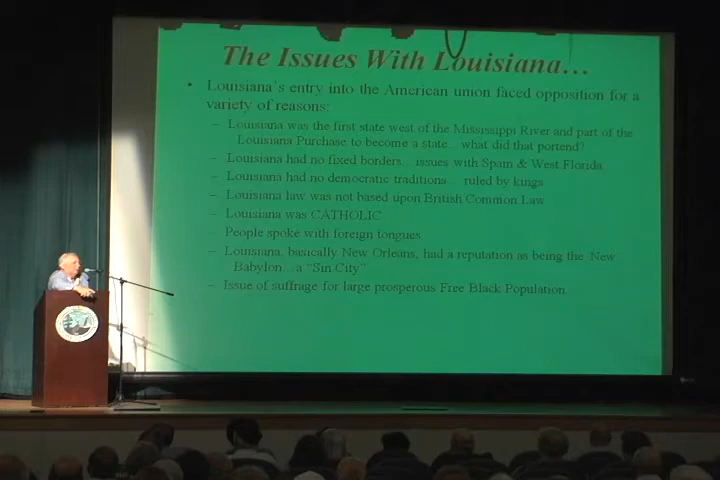 The Issues With Louisiana…
• Louisiana's entry into the American union faced opposition for a
variety of reasons:
– Louisiana was the first state west of the Mississippi River and part of the
Louisiana Purchase to become a state... what did that portend?
– Louisiana had no fixed borders... issues with Spain & West Florida
– Louisiana had no democratic traditions... ruled by kings
– Louisiana law was not based upon British Common Law
– Louisiana was CATHOLIC
– People spoke with foreign tongues
– Louisiana, basically New Orleans, had a reputation as being the New
Babylon…a "Sin City"
– Issue of suffrage for large prosperous Free Black Population